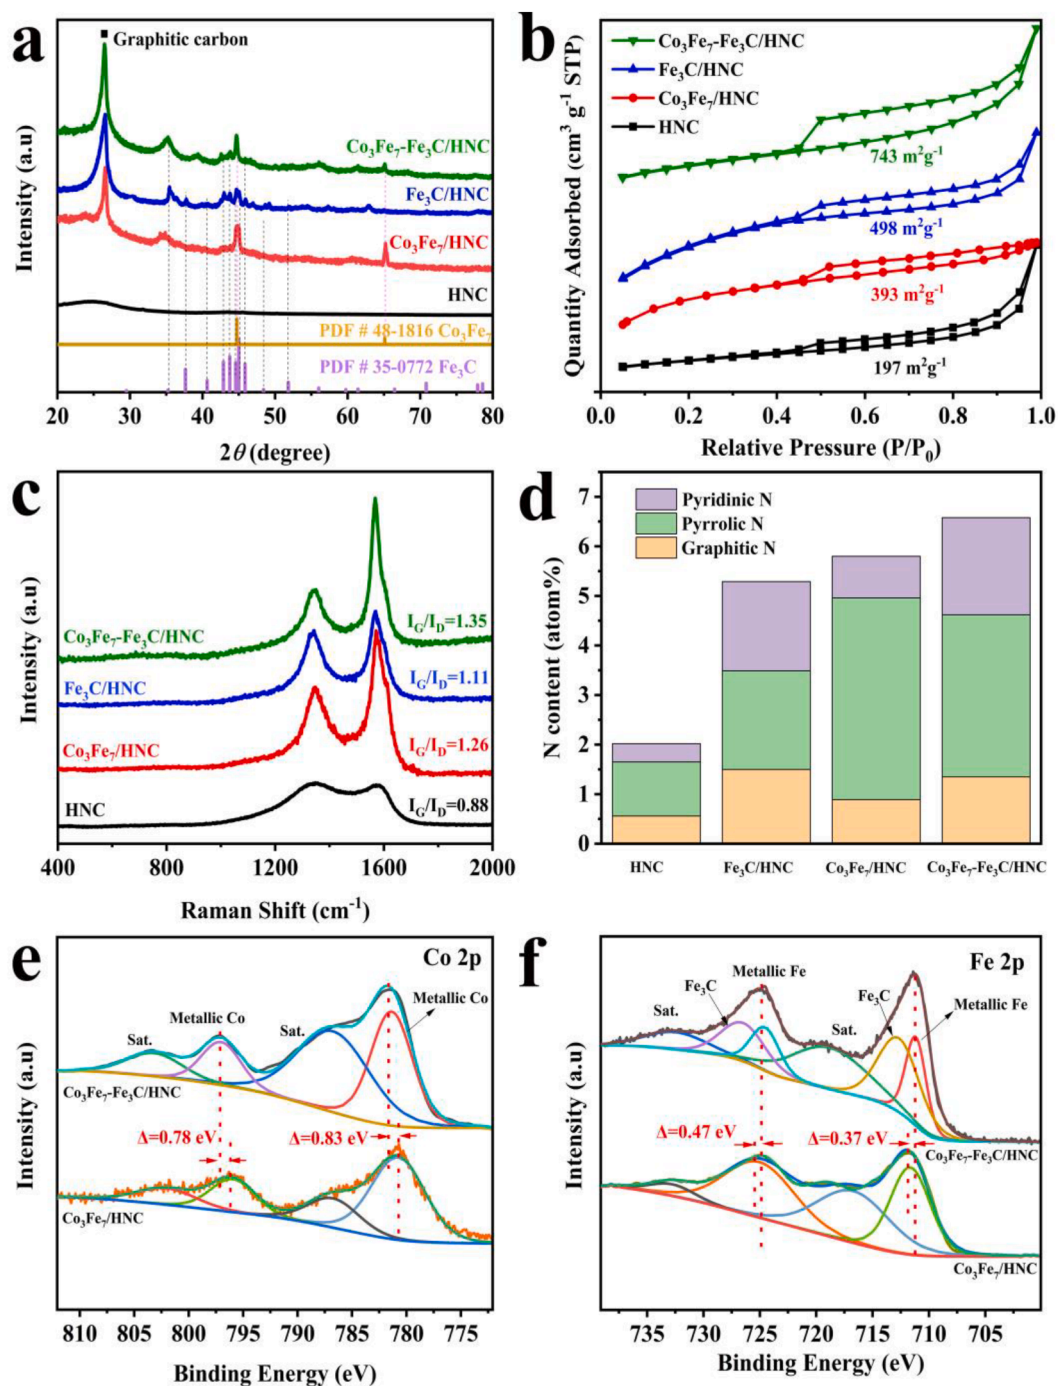 a
■ Graphitic carbon
Co₃Fe₇-Fe₃C/HNC
Fe₃C/HNC
Co₃Fe₇/HNC
HNC
PDF # 48-1816 Co₃Fe₇
PDF # 35-0772 Fe₃C
Intensity (a.u)
20 30 40 50 60 70 80
2θ (degree)
b
Co₃Fe₇-Fe₃C/HNC
Fe₃C/HNC
Co₃Fe₇/HNC
HNC
743 m²g⁻¹
498 m²g⁻¹
393 m²g⁻¹
197 m²g⁻¹
Quantity Adsorbed (cm³ g⁻¹ STP)
0.0 0.2 0.4 0.6 0.8 1.0
Relative Pressure (P/P₀)
c
Co₃Fe₇-Fe₃C/HNC
I_G/I_D=1.35
Fe₃C/HNC
I_G/I_D=1.11
Co₃Fe₇/HNC
I_G/I_D=1.26
HNC
I_G/I_D=0.88
Intensity (a.u)
400 800 1200 1600 2000
Raman Shift (cm⁻¹)
d
Pyridinic N
Pyrrolic N
Graphitic N
N content (atom%)
7
6
5
4
3
2
1
0
HNC Fe₃C/HNC Co₃Fe₇/HNC Co₃Fe₇-Fe₃C/HNC
e
Co 2p
Metallic Co
Metallic Co
Sat.
Sat.
Co₃Fe₇-Fe₃C/HNC
Δ=0.78 eV
Δ=0.83 eV
Co₃Fe₇/HNC
Intensity (a.u)
810 805 800 795 790 785 780 775
Binding Energy (eV)
f
Fe 2p
Metallic Fe
Fe₃C
Sat.
Sat.
Fe₃C
Metallic Fe
Δ=0.47 eV
Δ=0.37 eV
Co₃Fe₇-Fe₃C/HNC
Co₃Fe₇/HNC
Intensity (a.u)
735 730 725 720 715 710 705
Binding Energy (eV)